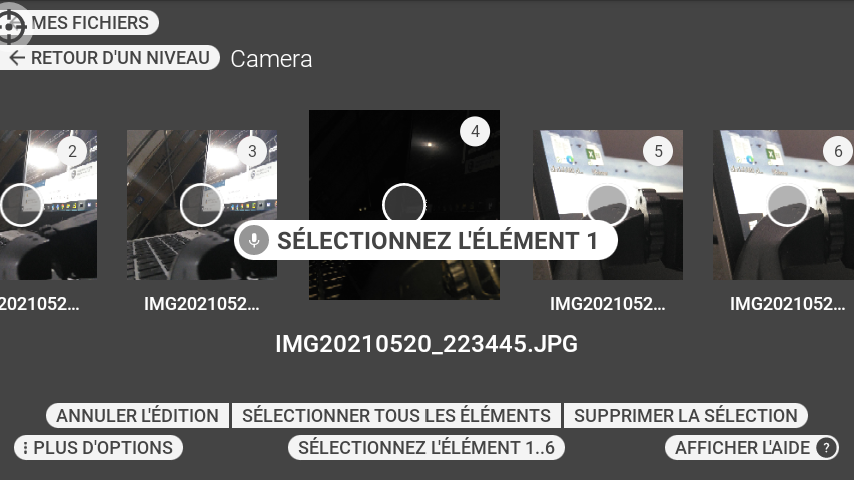 MES FICHIERS
RETOUR D'UN NIVEAU Camera
2 3 4 5 6
SÉLECTIONNEZ L'ÉLÉMENT 1
2021052... IMG2021052... IMG2021052... IMG2021052...
IMG20210520_223445.JPG
ANNULER L'ÉDITION SÉLECTIONNER TOUS LES ÉLÉMENTS SUPPRIMER LA SÉLECTION
PLUS D'OPTIONS SÉLECTIONNEZ L'ÉLÉMENT 1..6 AFFICHER L'AIDE ?